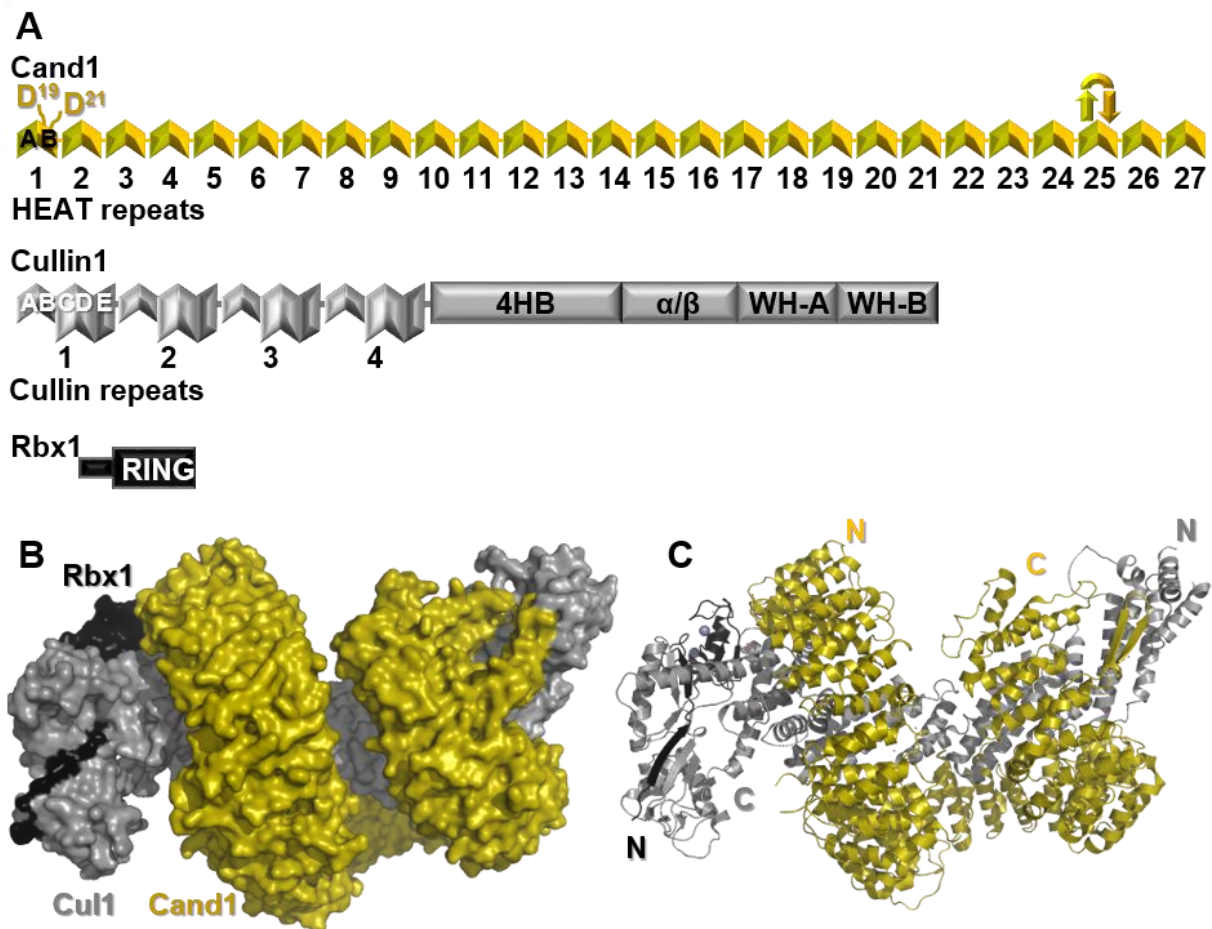 A
Cand1
D19 D21
AB
1 2 3 4 5 6 7 8 9 10 11 12 13 14 15 16 17 18 19 20 21 22 23 24 25 26 27
HEAT repeats
Cullin1
ABCDE 4HB α/β WH-A WH-B
1 2 3 4
Cullin repeats
Rbx1
RING
B
Rbx1
Cul1 Cand1
C
N
C
N
C
N